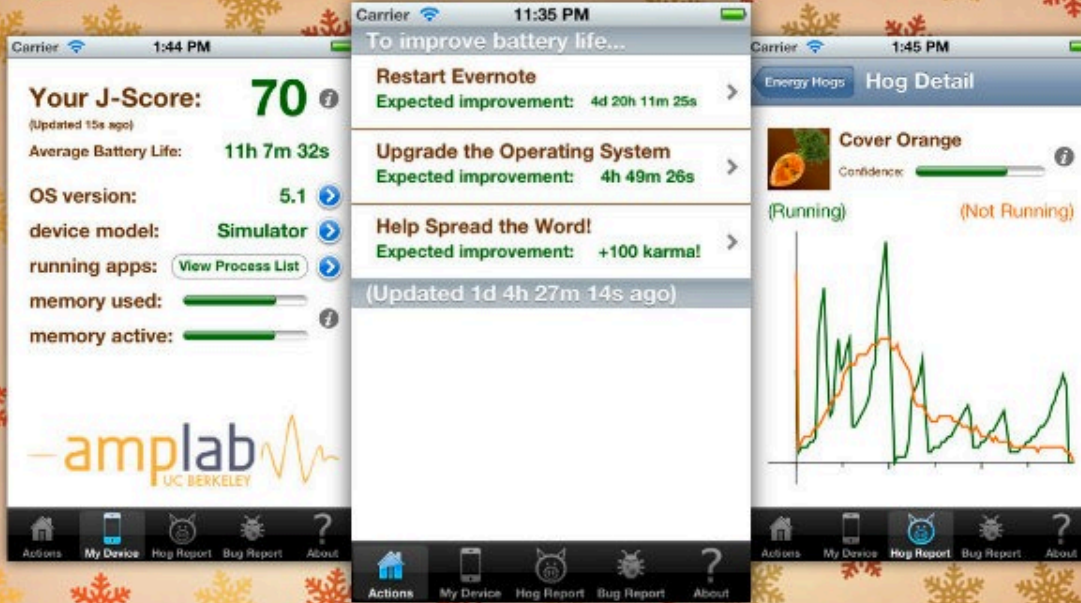 Carrier
1:44 PM
Your J-Score: 70
(Updated 15s ago)
Average Battery Life: 11h 7m 32s
OS version: 5.1
device model: Simulator
running apps: View Process List
memory used:
memory active:
amplab
UC BERKELEY
Actions My Device Hog Report Bug Report About
Carrier
11:35 PM
To improve battery life...
Restart Evernote
Expected improvement: 4d 20h 11m 25s
Upgrade the Operating System
Expected improvement: 4h 49m 26s
Help Spread the Word!
Expected improvement: +100 karma!
(Updated 1d 4h 27m 14s ago)
Actions My Device Hog Report Bug Report About
Carrier
1:45 PM
Energy Hogs Hog Detail
Cover Orange
Confidence:
(Running) (Not Running)
Actions My Device Hog Report Bug Report About